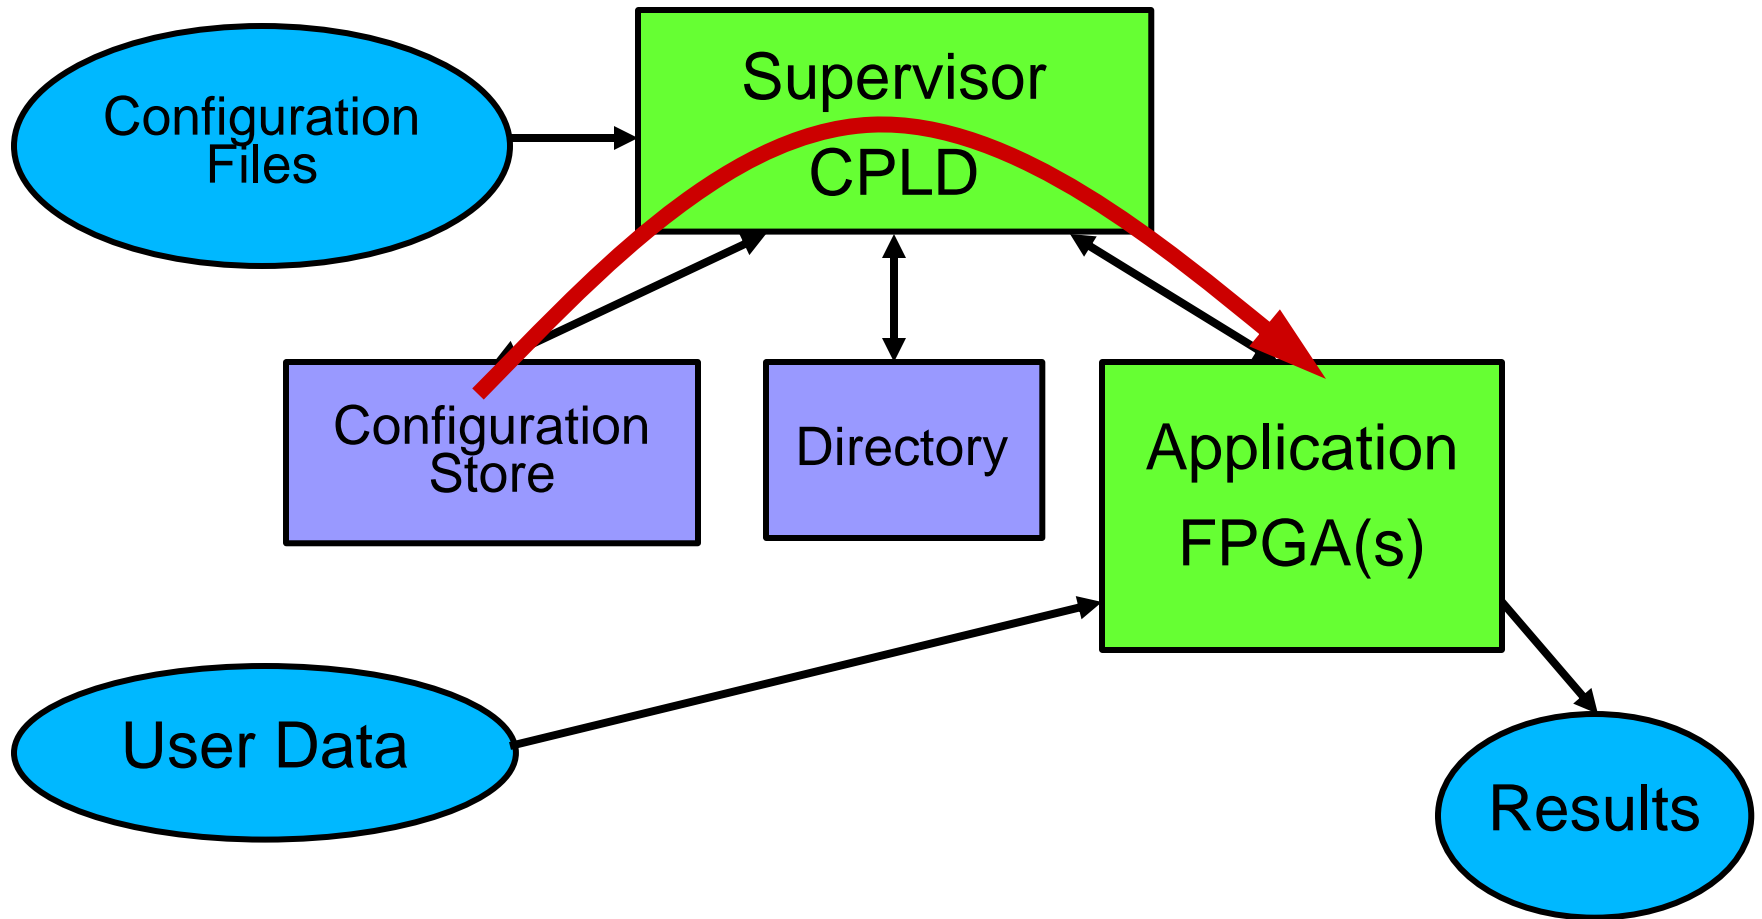 Configuration
Files
Supervisor
CPLD
Configuration
Store
Directory
Application
FPGA(s)
User Data
Results